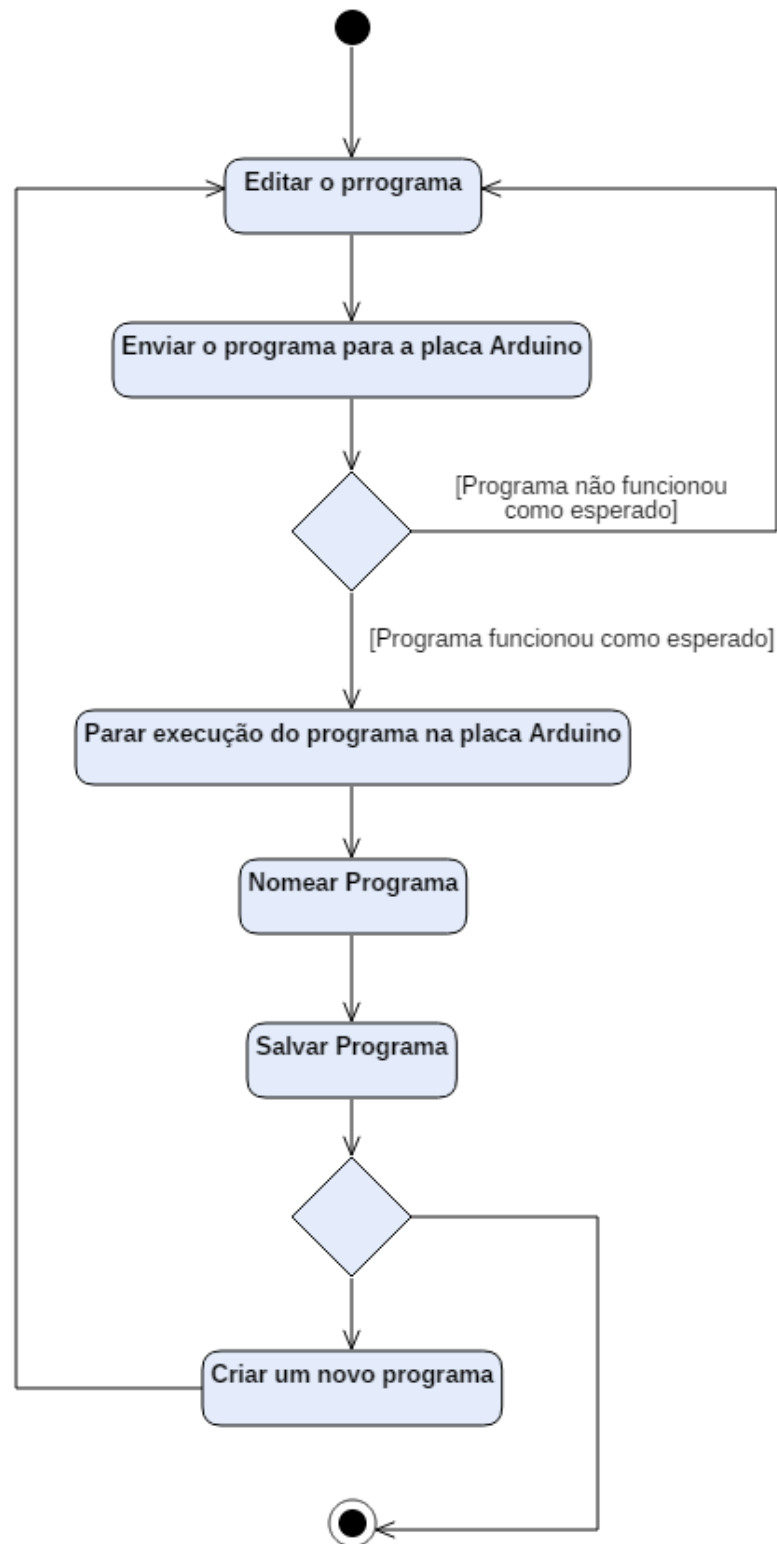 Editar o prrograma
Enviar o programa para a placa Arduino
[Programa não funcionou
como esperado]
[Programa funcionou como esperado]
Parar execução do programa na placa Arduino
Nomear Programa
Salvar Programa
Criar um novo programa